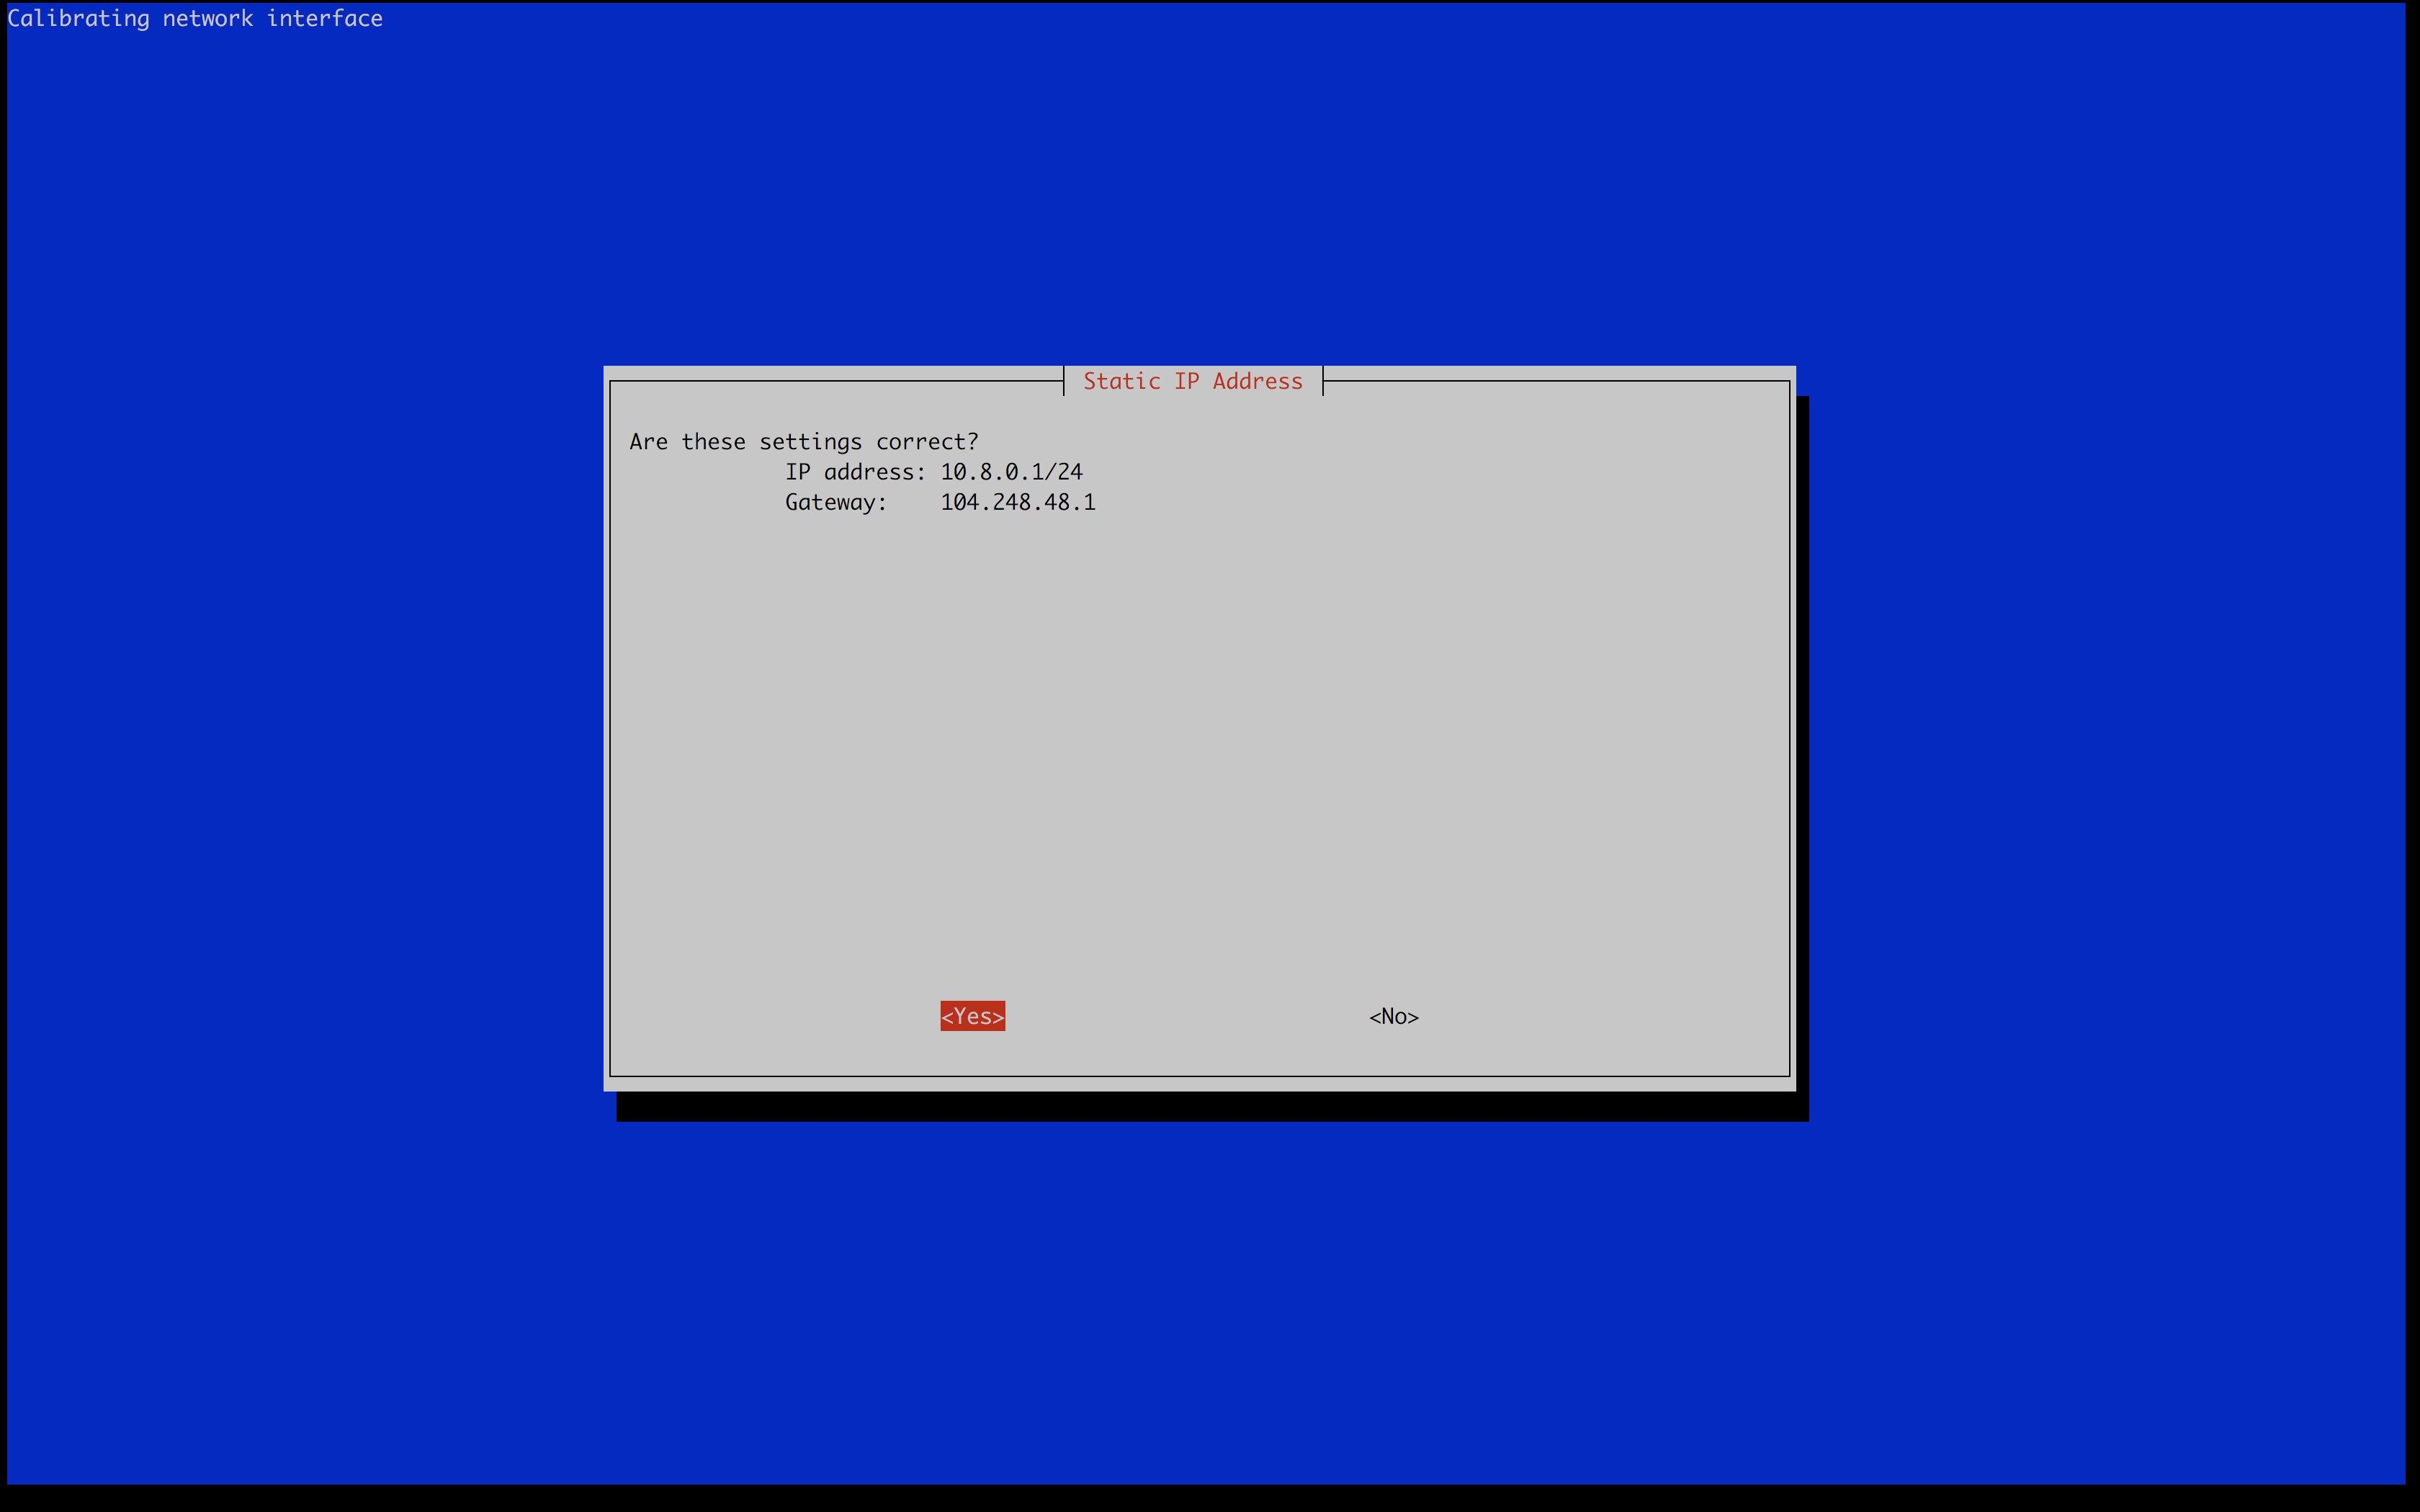 Calibrating network interface
Static IP Address
Are these settings correct?
IP address: 10.8.0.1/24
Gateway: 104.248.48.1
<Yes> <No>